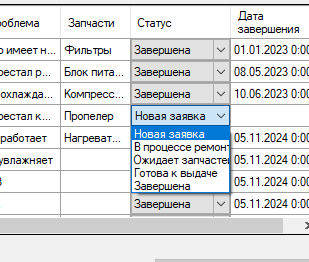 роблема Запчасти Статус Дата завершения
о имеет н... Фильтры Завершена 01.01.2023 0:00
рестал р... Блок пита... Завершена 08.05.2023 0:00
охлажда... Компресс... Завершена 10.06.2023 0:00
рестал к... Пропелер Новая заявка
работает Нагреват... Новая заявка 05.11.2024 0:00
В процессе ремонт
увлажняет Ожидает запчастей 05.11.2024 0:00
Готова к выдаче
Завершена 05.11.2024 0:00
Завершена 05.11.2024 0:00